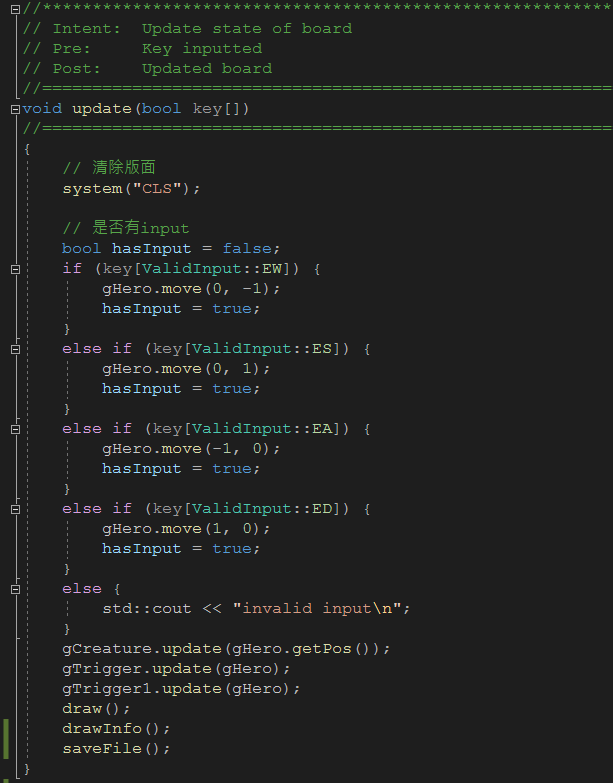 //*********************************************************
// Intent:  Update state of board
// Pre:     Key inputted
// Post:    Updated board
//=========================================================
void update(bool key[])
//=========================================================
{
    // 清除版面
    system("CLS");

    // 是否有input
    bool hasInput = false;
    if (key[ValidInput::EW]) {
        gHero.move(0, -1);
        hasInput = true;
    }
    else if (key[ValidInput::ES]) {
        gHero.move(0, 1);
        hasInput = true;
    }
    else if (key[ValidInput::EA]) {
        gHero.move(-1, 0);
        hasInput = true;
    }
    else if (key[ValidInput::ED]) {
        gHero.move(1, 0);
        hasInput = true;
    }
    else {
        std::cout << "invalid input\n";
    }
    gCreature.update(gHero.getPos());
    gTrigger.update(gHero);
    gTrigger1.update(gHero);
    draw();
    drawInfo();
    saveFile();
}